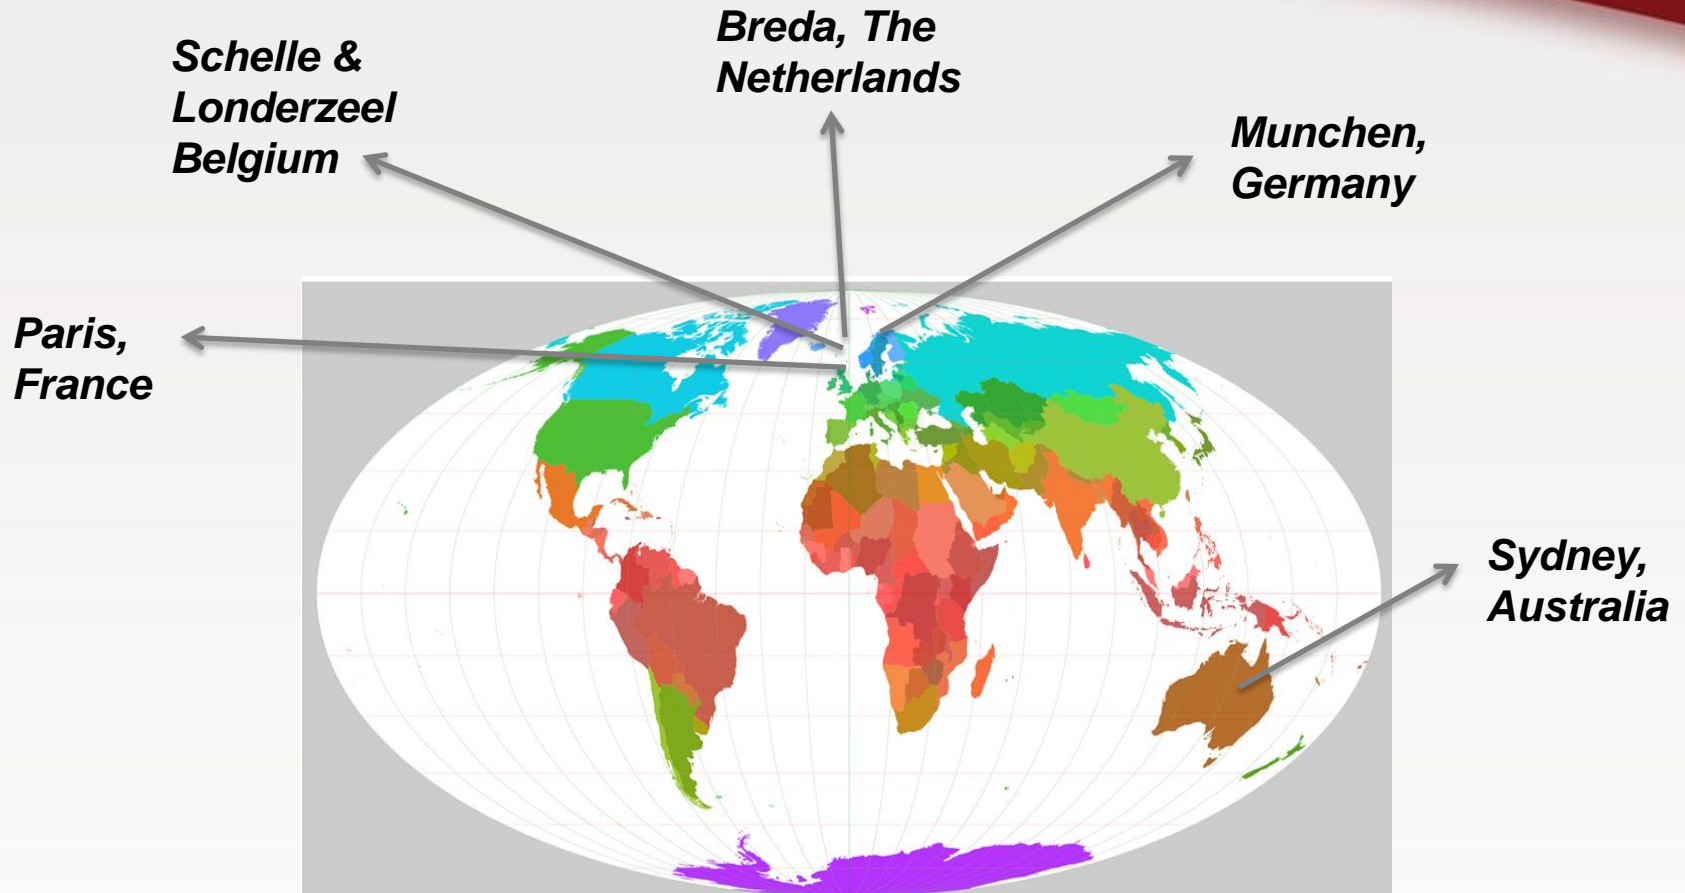 Schelle &
Londerzeel
Belgium
Breda, The
Netherlands
Munchen,
Germany
Paris,
France
Sydney,
Australia